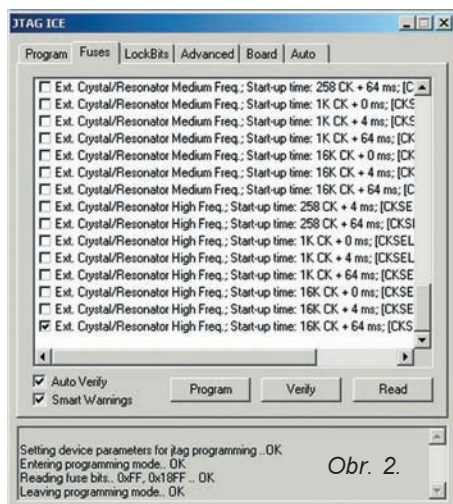 JTAG ICE
Program Fuses LockBits Advanced Board Auto
Ext. Crystal/Resonator Medium Freq.; Start-up time: 258 CK + 64 ms; [C
Ext. Crystal/Resonator Medium Freq.; Start-up time: 1K CK + 0 ms; [CKS
Ext. Crystal/Resonator Medium Freq.; Start-up time: 1K CK + 4 ms; [CKS
Ext. Crystal/Resonator Medium Freq.; Start-up time: 1K CK + 64 ms; [CK
Ext. Crystal/Resonator Medium Freq.; Start-up time: 16K CK + 0 ms; [CK
Ext. Crystal/Resonator Medium Freq.; Start-up time: 16K CK + 4 ms; [CK
Ext. Crystal/Resonator Medium Freq.; Start-up time: 16K CK + 64 ms; [C
Ext. Crystal/Resonator High Freq.; Start-up time: 258 CK + 4 ms; [CKSE
Ext. Crystal/Resonator High Freq.; Start-up time: 258 CK + 64 ms; [CKSI
Ext. Crystal/Resonator High Freq.; Start-up time: 1K CK + 0 ms; [CKSEL
Ext. Crystal/Resonator High Freq.; Start-up time: 1K CK + 4 ms; [CKSEL
Ext. Crystal/Resonator High Freq.; Start-up time: 1K CK + 64 ms; [CKSE
Ext. Crystal/Resonator High Freq.; Start-up time: 16K CK + 0 ms; [CKSE
Ext. Crystal/Resonator High Freq.; Start-up time: 16K CK + 4 ms; [CKSE
Ext. Crystal/Resonator High Freq.; Start-up time: 16K CK + 64 ms; [CKS
Auto Verify
Smart Warnings
Program Verify Read
Setting device parameters for jtag programming ..OK
Entering programming mode.. OK
Reading fuse bits.. 0xFF, 0x18FF .. OK
Leaving programming mode.. OK
Obr. 2.